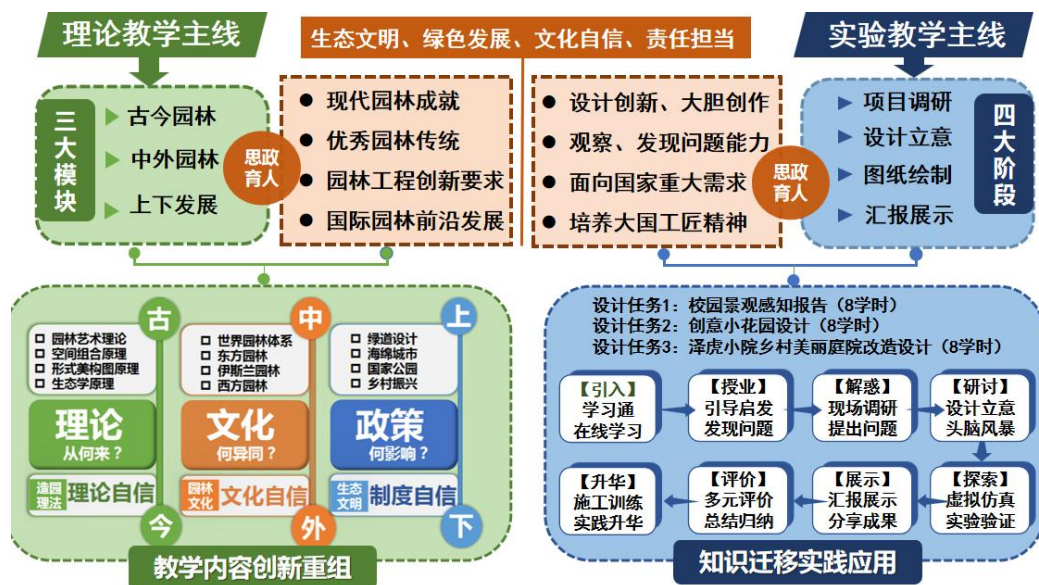 理论教学主线
生态文明、绿色发展、文化自信、责任担当
实验教学主线
三大模块
古今园林
中外园林
上下发展
思政
育人
● 现代园林成就
● 优秀园林传统
● 园林工程创新要求
● 国际园林前沿发展
● 设计创新、大胆创作
● 观察、发现问题能力
● 面向国家重大需求
● 培养大国工匠精神
思政
育人
项目调研
设计立意
图纸绘制
汇报展示
四大阶段
古
园林艺术理论
空间组合原理
形式美构图原理
生态学原理
理论
从何来？
造园
理法
理论自信
今
中
世界园林体系
东方园林
伊斯兰园林
西方园林
文化
何异同？
园林
文化
文化自信
外
上
绿道设计
海绵城市
国家公园
乡村振兴
政策
何影响？
生态
文明
制度自信
下
教学内容创新重组
设计任务1：校园景观感知报告（8学时）
设计任务2：创意小花园设计（8学时）
设计任务3：泽虎小院乡村美丽庭院改造设计（8学时）
【引入】
学习通
在线学习
【授业】
引导启发
发现问题
【解惑】
现场调研
提出问题
【研讨】
设计立意
头脑风暴
【探索】
虚拟仿真
实验验证
【展示】
汇报展示
分享成果
【评价】
多元评价
总结归纳
【升华】
施工训练
实践升华
知识迁移实践应用